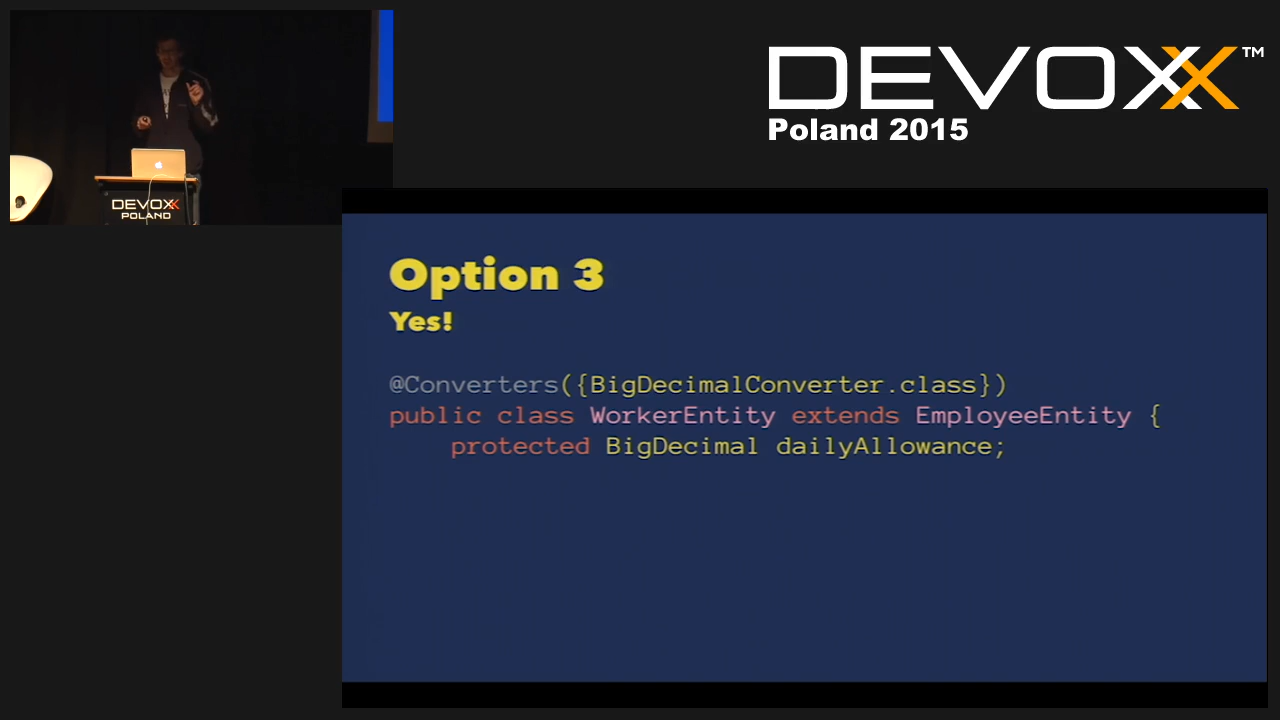 DEVOXX™
Poland 2015
DEVOXX
POLAND
Option 3
Yes!
@Converters({BigDecimalConverter.class})
public class WorkerEntity extends EmployeeEntity {
    protected BigDecimal dailyAllowance;